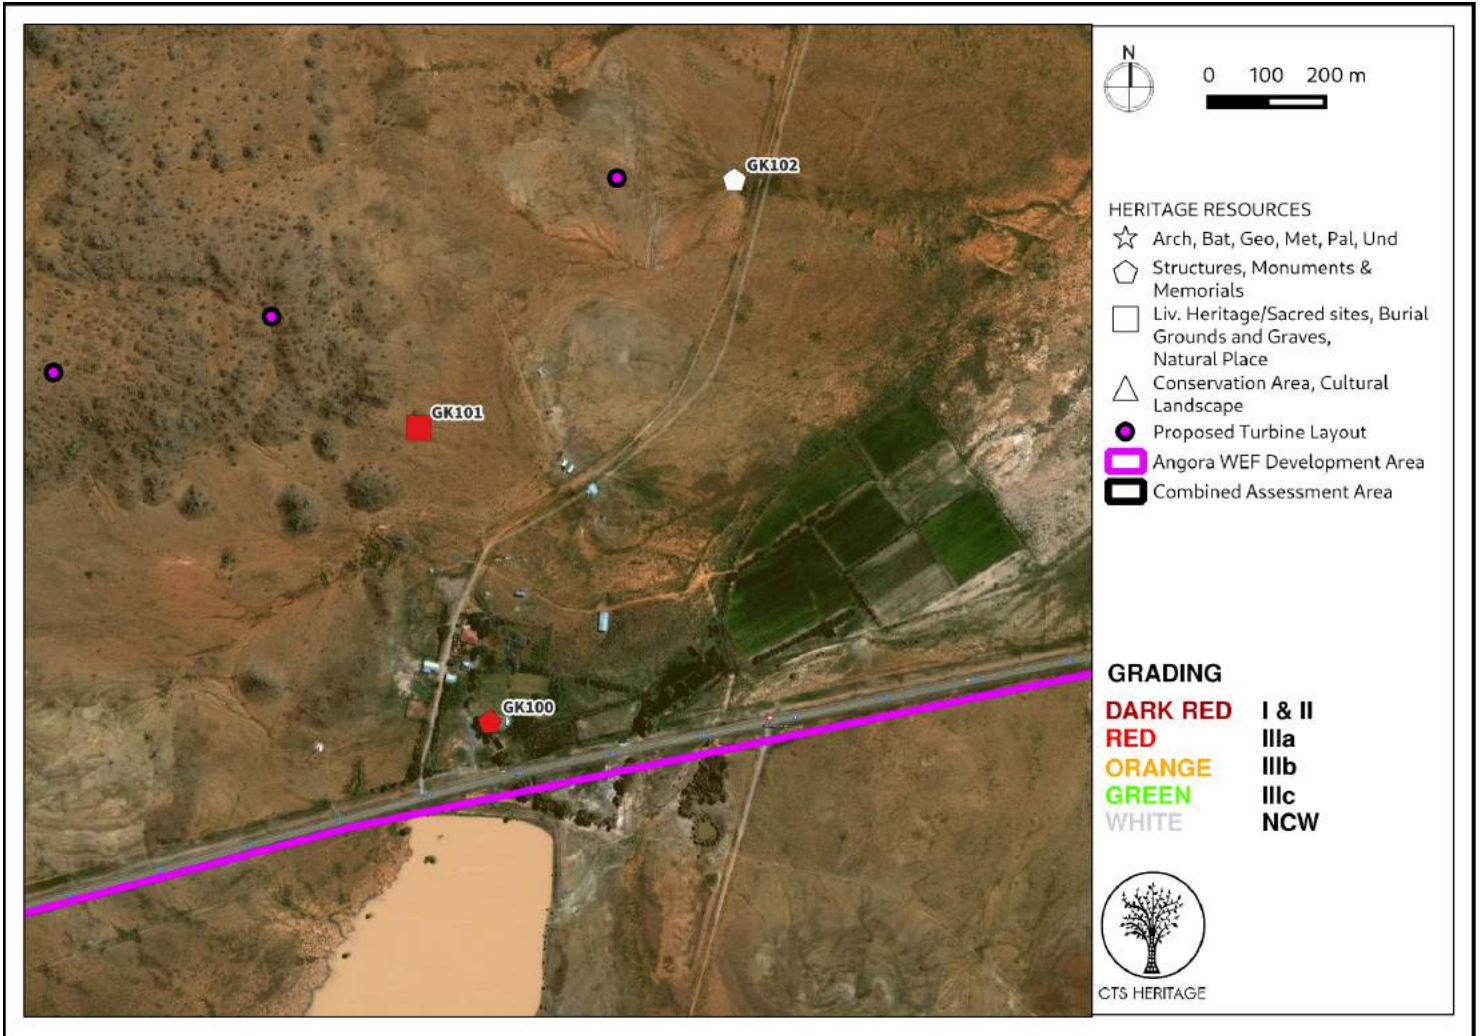 GK102
GK101
GK100
N
0 100 200 m
HERITAGE RESOURCES
Arch, Bat, Geo, Met, Pal, Und
Structures, Monuments &
Memorials
Liv. Heritage/Sacred sites, Burial
Grounds and Graves,
Natural Place
Conservation Area, Cultural
Landscape
Proposed Turbine Layout
Angora WEF Development Area
Combined Assessment Area
GRADING
DARK RED I & II
RED IIIa
ORANGE IIIb
GREEN IIIc
WHITE NCW
CTS HERITAGE